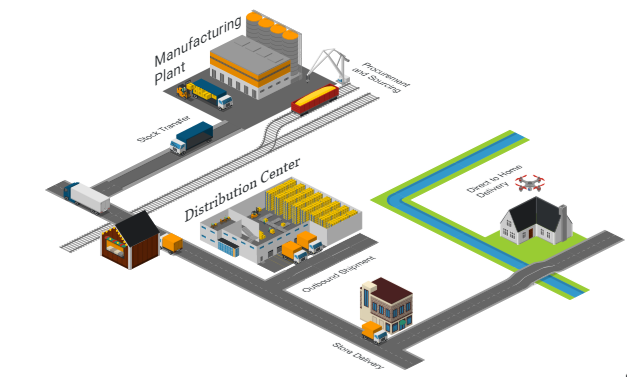 Manufacturing
Plant
Procurement
and Sourcing
Stock Transfer
Distribution Center
Direct to Home
Delivery
Outbound Shipment
Store Delivery